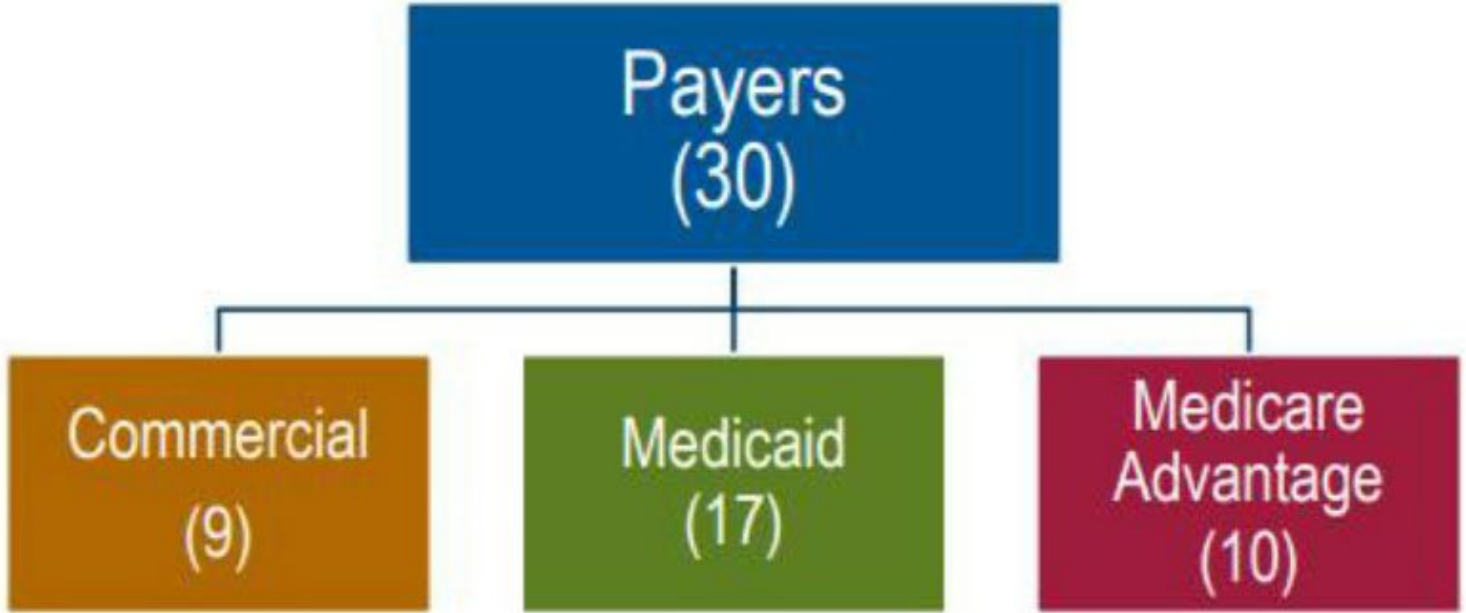 Payers
(30)
Commercial
(9)
Medicaid
(17)
Medicare
Advantage
(10)